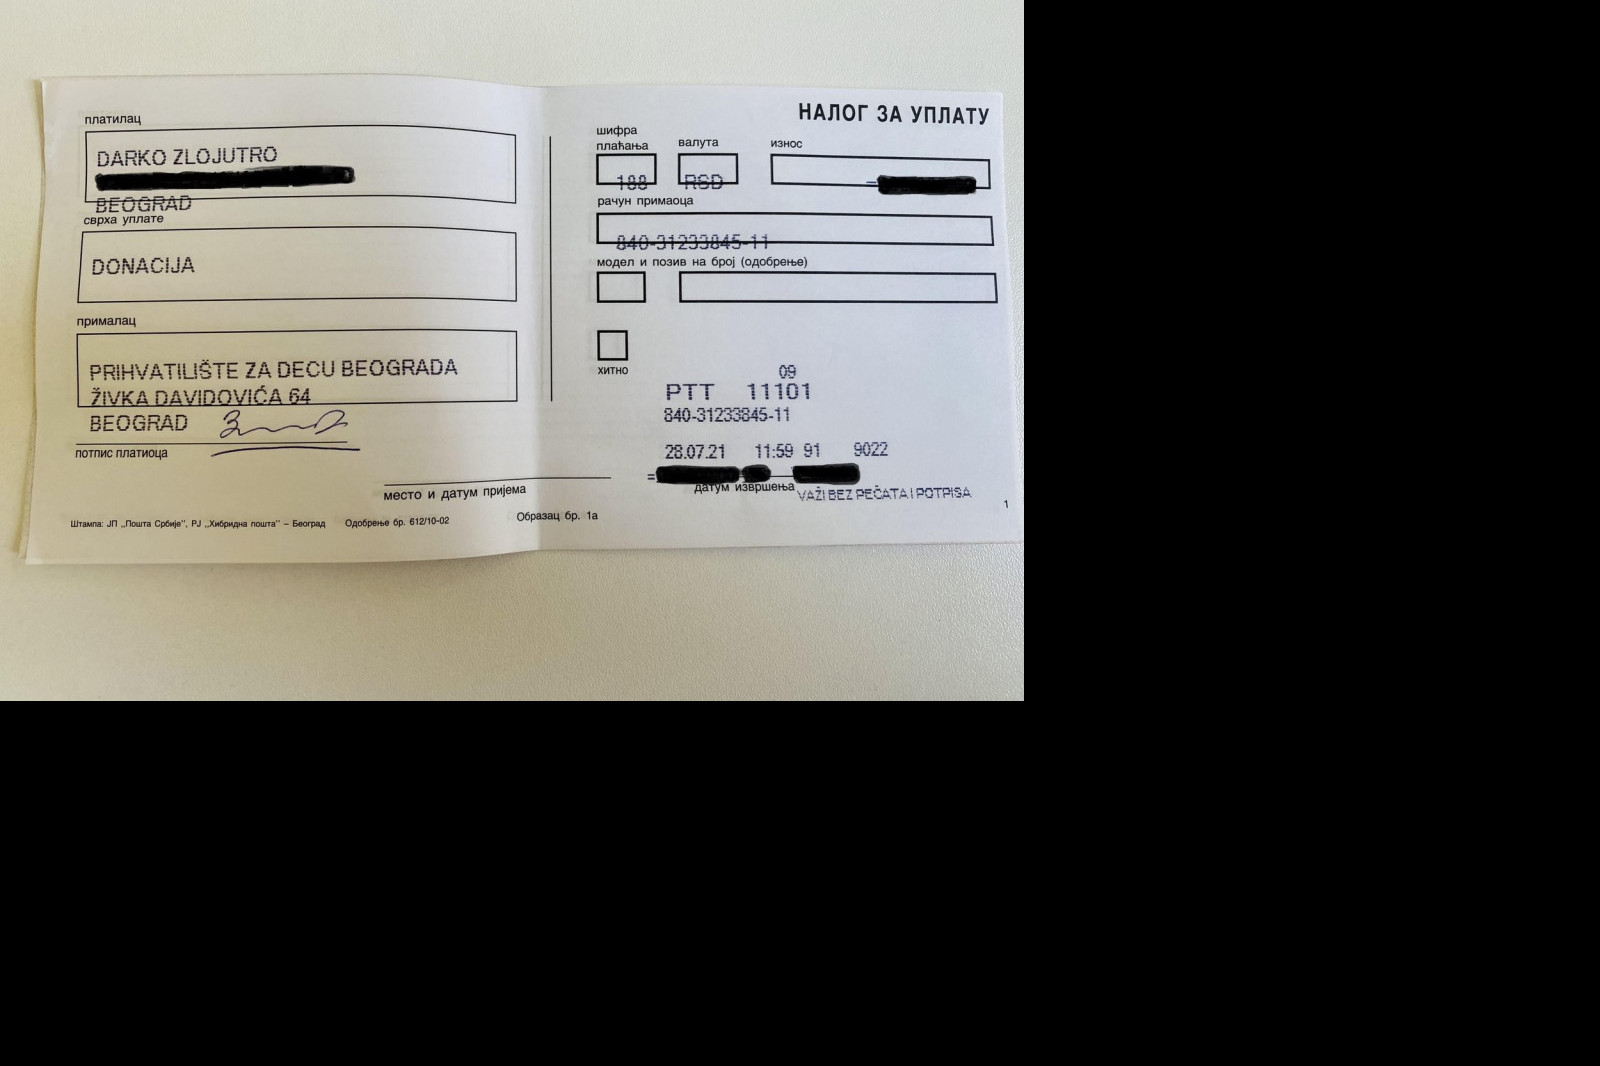 НАЛОГ ЗА УПЛАТУ
платилац
DARKO ZLOJUTRO
BEOGRAD
сврха уплате
DONACIJA
прималац
PRIHVATILIŠTE ZA DECU BEOGRADA
ŽIVKA DAVIDOVIĆA 64
BEOGRAD
потпис платиоца
место и датум пријема
Штампа: ЈП „Пошта Србије”, РЈ „Хибридна пошта” – Београд Одобрење бр. 612/10-02 Образац бр. 1а
шифра
плаћања валута износ
188 RSD =
рачун примаоца
840-31233845-11
модел и позив на број (одобрење)
хитно
09
PTT 11101
840-31233845-11
28.07.21 11:59 91 9022
=
датум извршења
VAŽI BEZ PEČATA I POTPISA
1